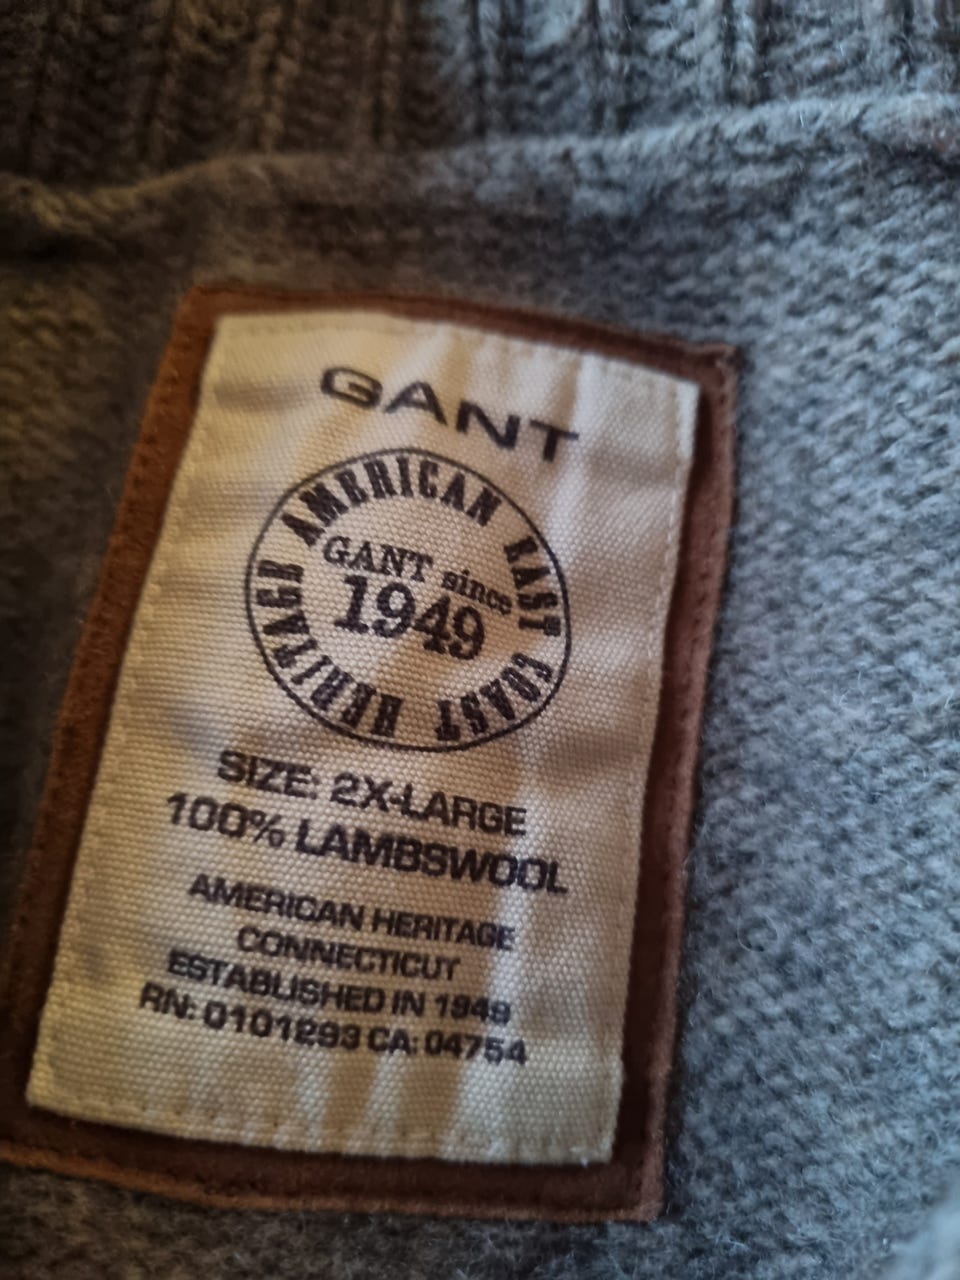 GANT
AMERICAN EAST COAST HERITAGE
GANT since
1949
SIZE: 2X-LARGE
100% LAMBSWOOL
AMERICAN HERITAGE
CONNECTICUT
ESTABLISHED IN 1949
RN: 0101293 CA: 04754